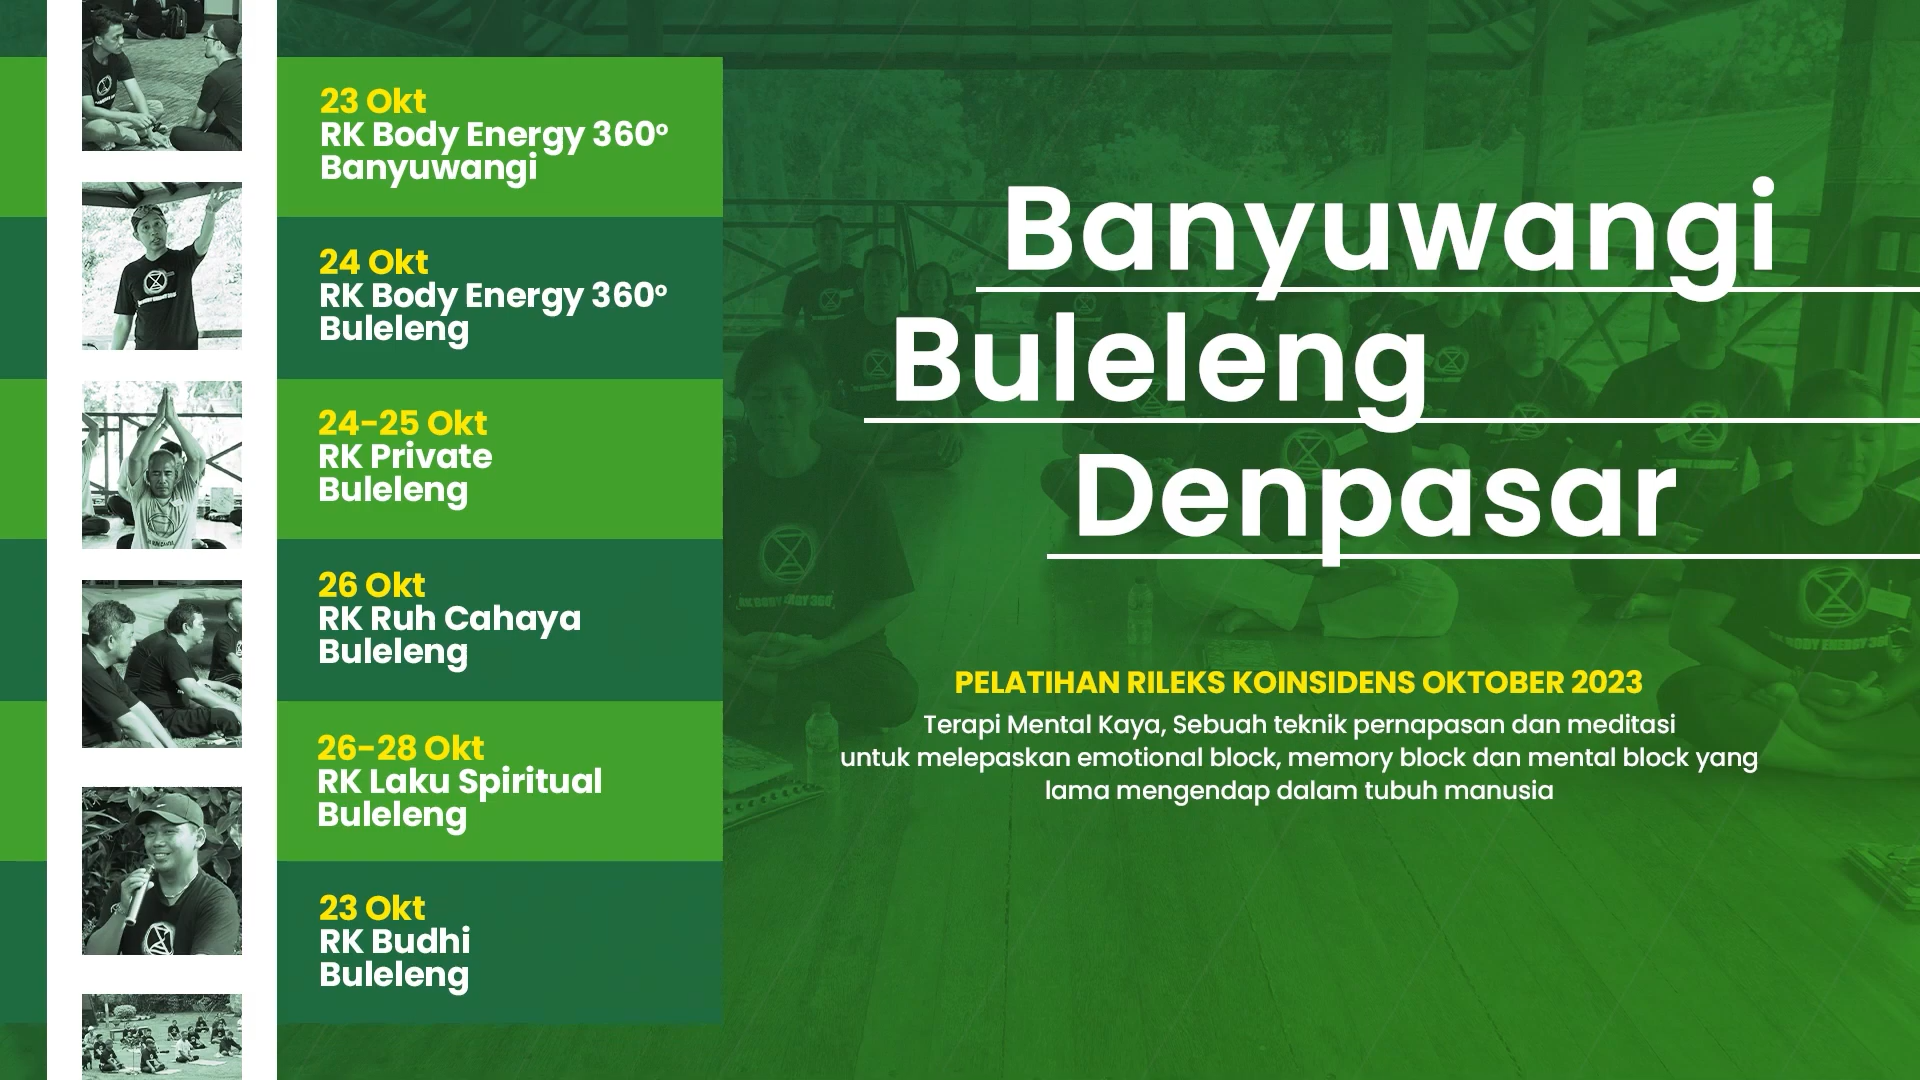 23 Okt
RK Body Energy 360°
Banyuwangi
24 Okt
RK Body Energy 360°
Buleleng
24-25 Okt
RK Private
Buleleng
26 Okt
RK Ruh Cahaya
Buleleng
26-28 Okt
RK Laku Spiritual
Buleleng
23 Okt
RK Budhi
Buleleng
Banyuwangi
Buleleng
Denpasar
PELATIHAN RILEKS KOINSIDENS OKTOBER 2023
Terapi Mental Kaya, Sebuah teknik pernapasan dan meditasi
untuk melepaskan emotional block, memory block dan mental block yang
lama mengendap dalam tubuh manusia